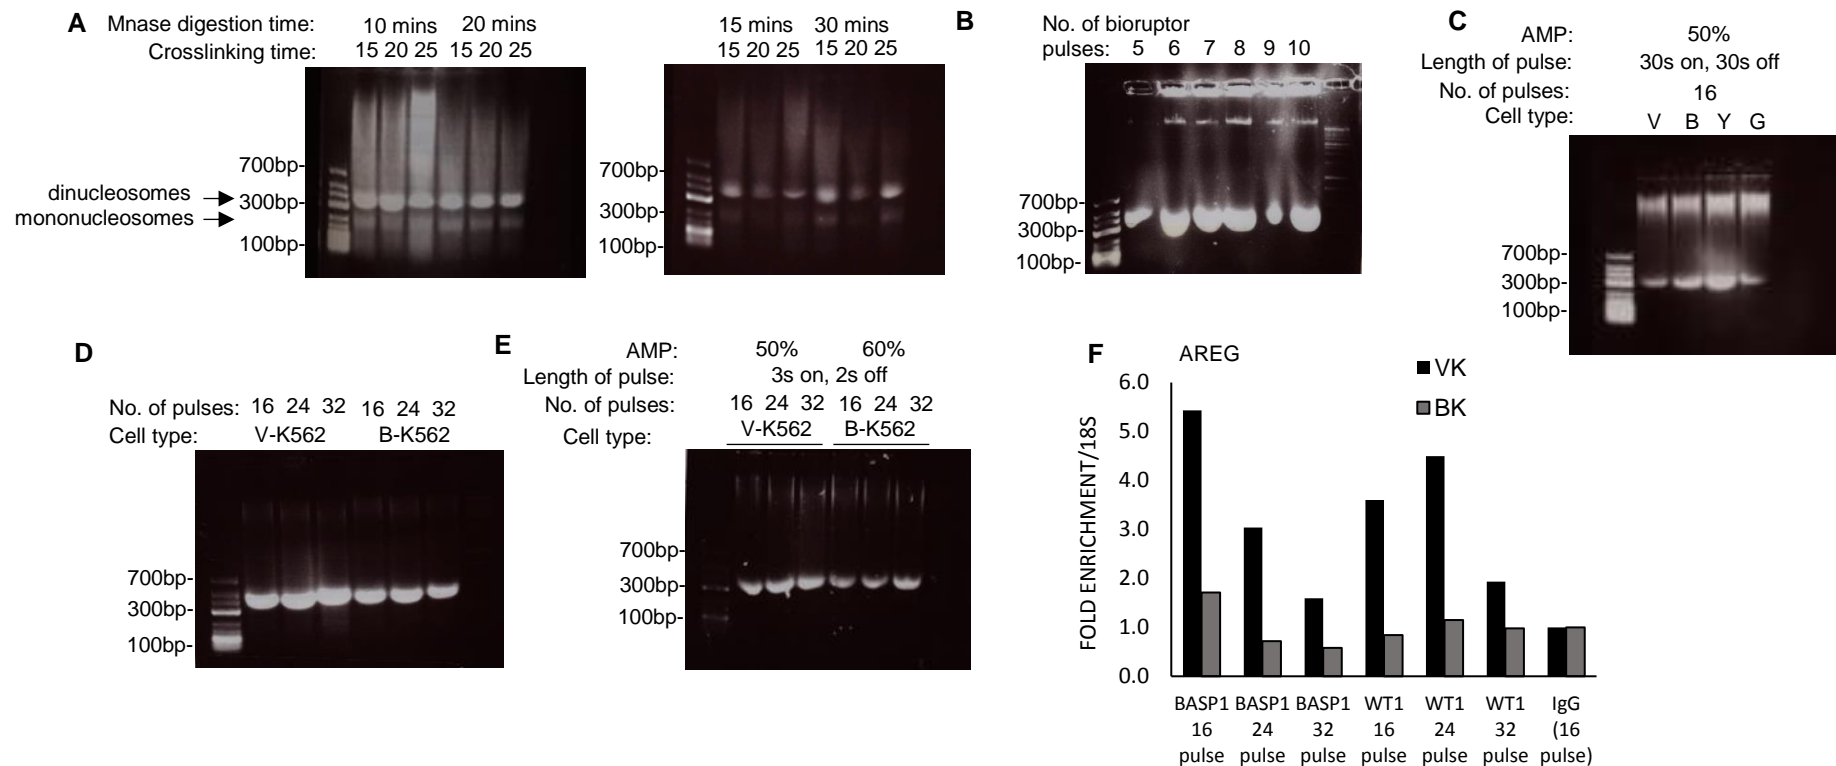 A
Mnase digestion time: 10 mins 20 mins
Crosslinking time: 15 20 25 15 20 25
700bp-
dinucleosomes
300bp-
mononucleosomes
100bp-
15 mins 30 mins
15 20 25 15 20 25
700bp-
300bp-
100bp-
B
No. of bioruptor
pulses: 5 6 7 8 9 10
700bp-
300bp-
100bp-
C
AMP: 50%
Length of pulse: 30s on, 30s off
No. of pulses: 16
Cell type: V B Y G
700bp-
300bp-
100bp-
D
No. of pulses: 16 24 32 16 24 32
Cell type: V-K562 B-K562
700bp-
300bp-
100bp-
E
AMP: 50% 60%
Length of pulse: 3s on, 2s off
No. of pulses: 16 24 32 16 24 32
Cell type: V-K562 B-K562
700bp-
300bp-
100bp-
F
AREG
VK
BK
FOLD ENRICHMENT/18S
6.0
5.0
4.0
3.0
2.0
1.0
0.0
BASP1 BASP1 BASP1 WT1 WT1 WT1 IgG
16 24 32 16 24 32 (16
pulse pulse pulse pulse pulse pulse pulse)